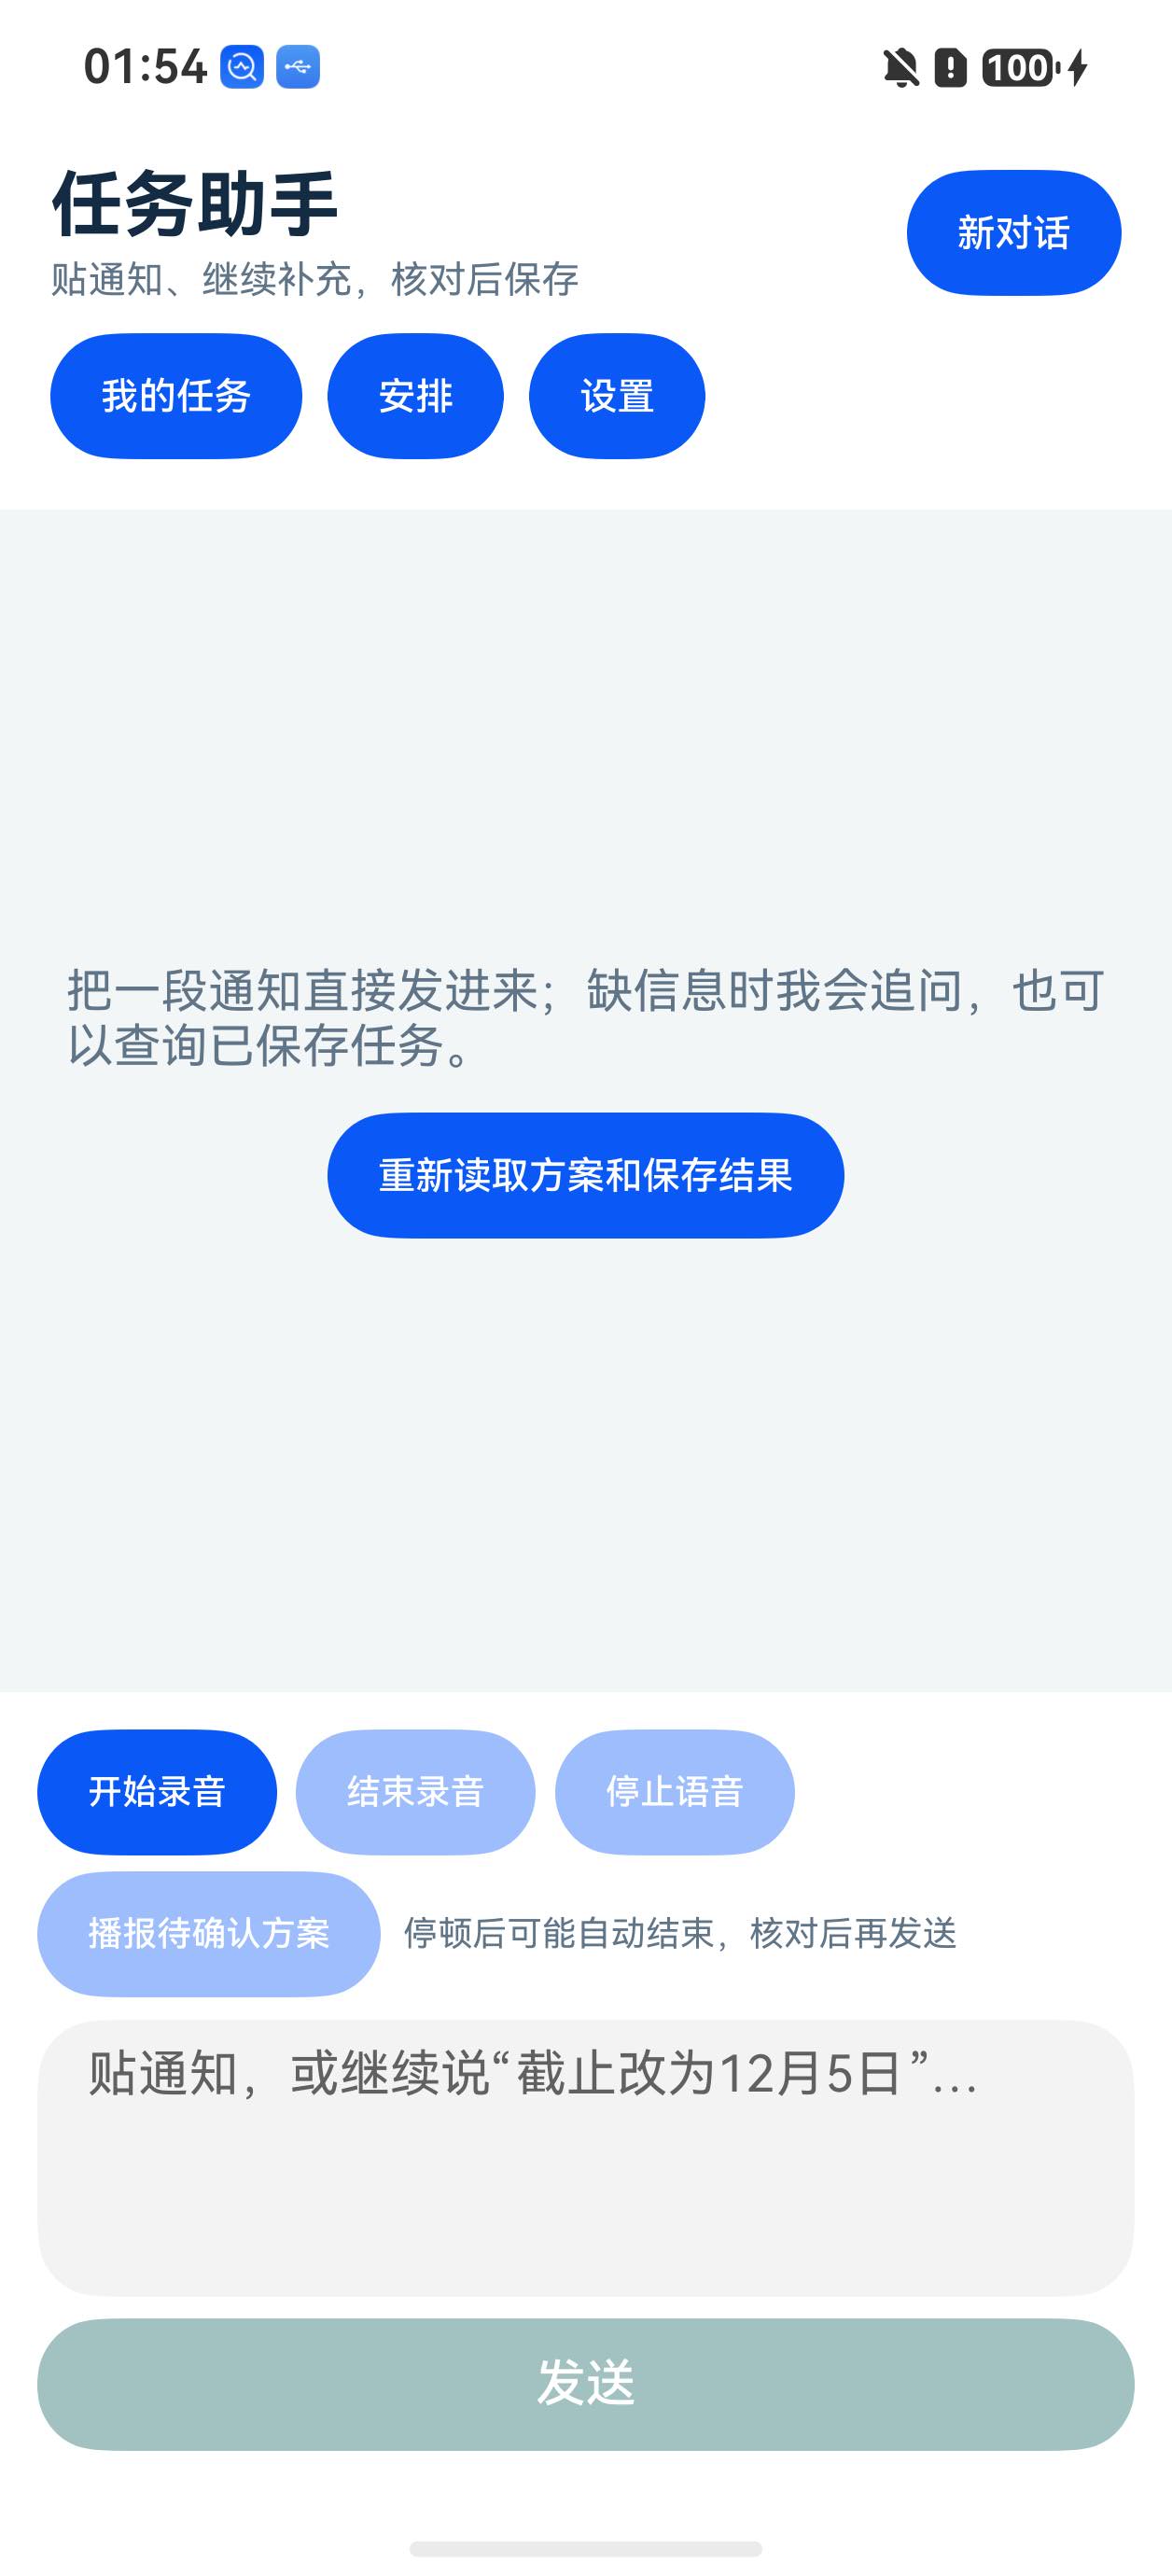 01:54
100
任务助手
新对话
贴通知、继续补充，核对后保存
我的任务
安排
设置
把一段通知直接发进来；缺信息时我会追问，也可
以查询已保存任务。
重新读取方案和保存结果
开始录音
结束录音
停止语音
播报待确认方案
停顿后可能自动结束，核对后再发送
贴通知，或继续说“截止改为12月5日”...
发送